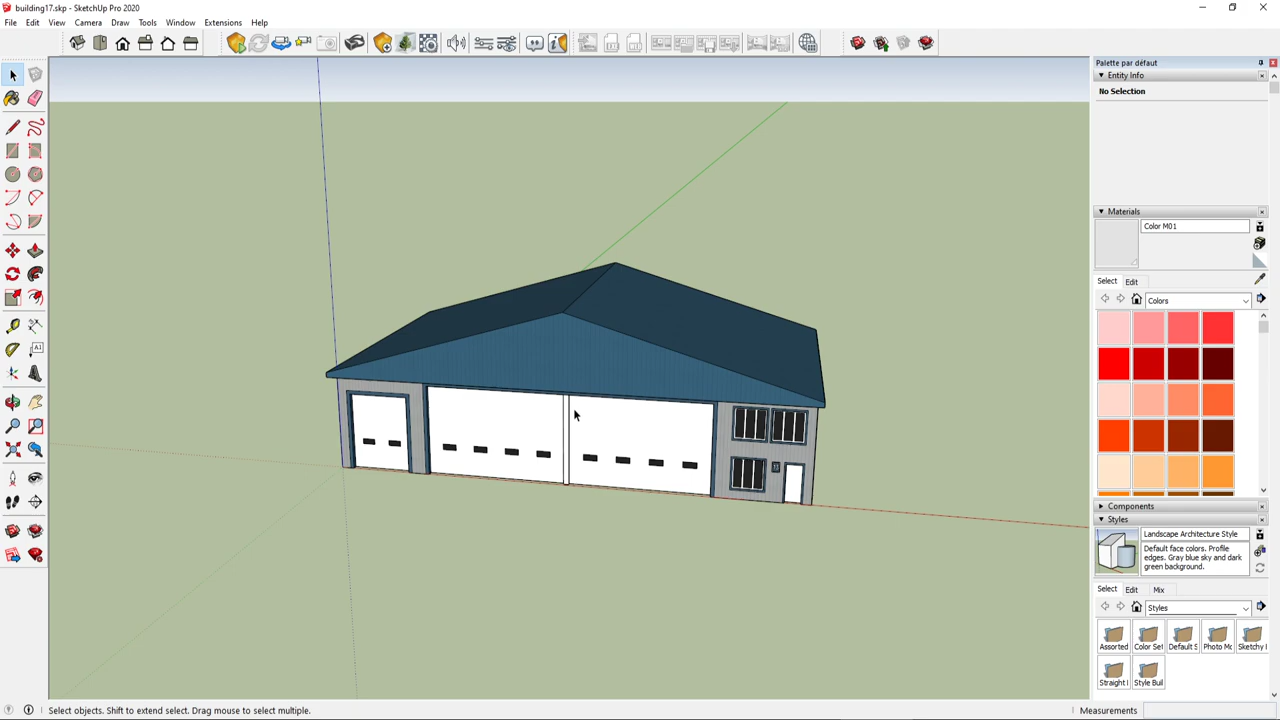 building17.skp - SketchUp Pro 2020
File Edit View Camera Draw Tools Window Extensions Help
Palette par défaut
Entity Info
No Selection
Materials
Color M01
Select Edit
Colors
Components
Styles
Landscape Architecture Style
Default face colors. Profile
edges. Gray blue sky and dark
green background.
Select Edit Mix
Styles
Assorted Color Set Default S Photo Mo Sketchy I
Straight I Style Buil
Select objects. Shift to extend select. Drag mouse to select multiple.
Measurements